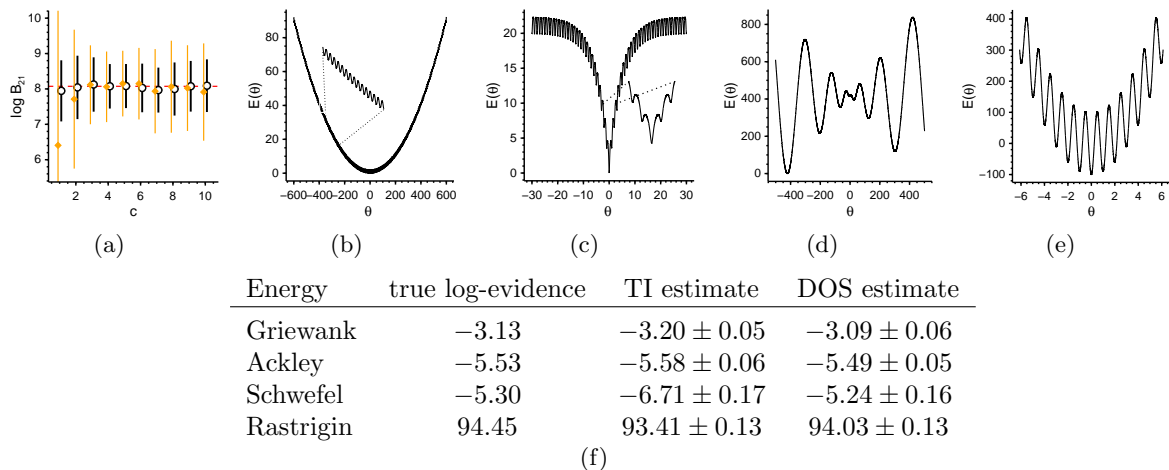 10
9
8
7
6
log B21
2 4 6 8 10
c
(a)
80
60
40
20
0
E(θ)
−600 −400 −200 0 200 400 600
θ
(b)
20
15
10
5
0
E(θ)
−30 −20 −10 0 10 20 30
θ
(c)
800
600
400
200
0
E(θ)
−400 −200 0 200 400
θ
(d)
400
300
200
100
0
−100
E(θ)
−6 −4 −2 0 2 4 6
θ
(e)
Energy true log-evidence TI estimate DOS estimate
Griewank −3.13 −3.20 ± 0.05 −3.09 ± 0.06
Ackley −5.53 −5.58 ± 0.06 −5.49 ± 0.05
Schwefel −5.30 −6.71 ± 0.17 −5.24 ± 0.16
Rastrigin 94.45 93.41 ± 0.13 94.03 ± 0.13
(f)